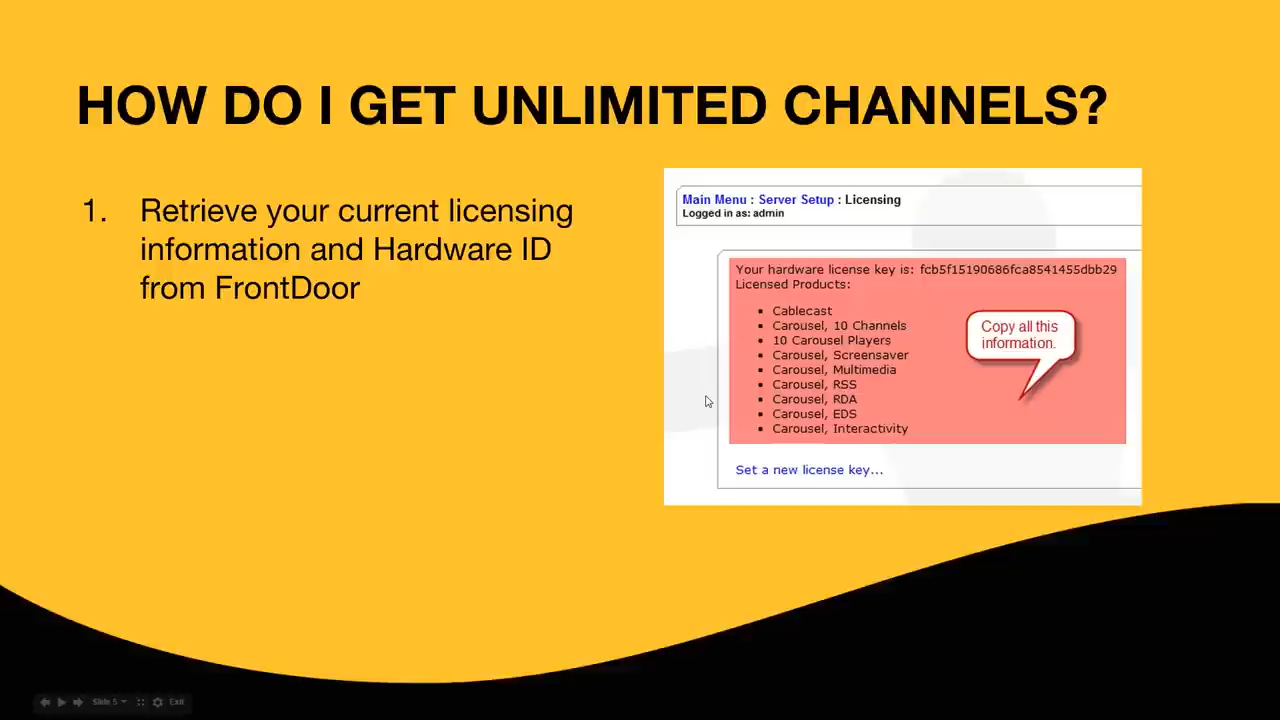 HOW DO I GET UNLIMITED CHANNELS?
1. Retrieve your current licensing
information and Hardware ID
from FrontDoor
Main Menu : Server Setup : Licensing
Logged in as: admin
Your hardware license key is: fcb5f15190686fca8541455dbb29
Licensed Products:
▪ Cablecast
▪ Carousel, 10 Channels
▪ 10 Carousel Players
▪ Carousel, Screensaver
▪ Carousel, Multimedia
▪ Carousel, RSS
▪ Carousel, RDA
▪ Carousel, EDS
▪ Carousel, Interactivity
Copy all this
information.
Set a new license key...
Slide 5
Exit